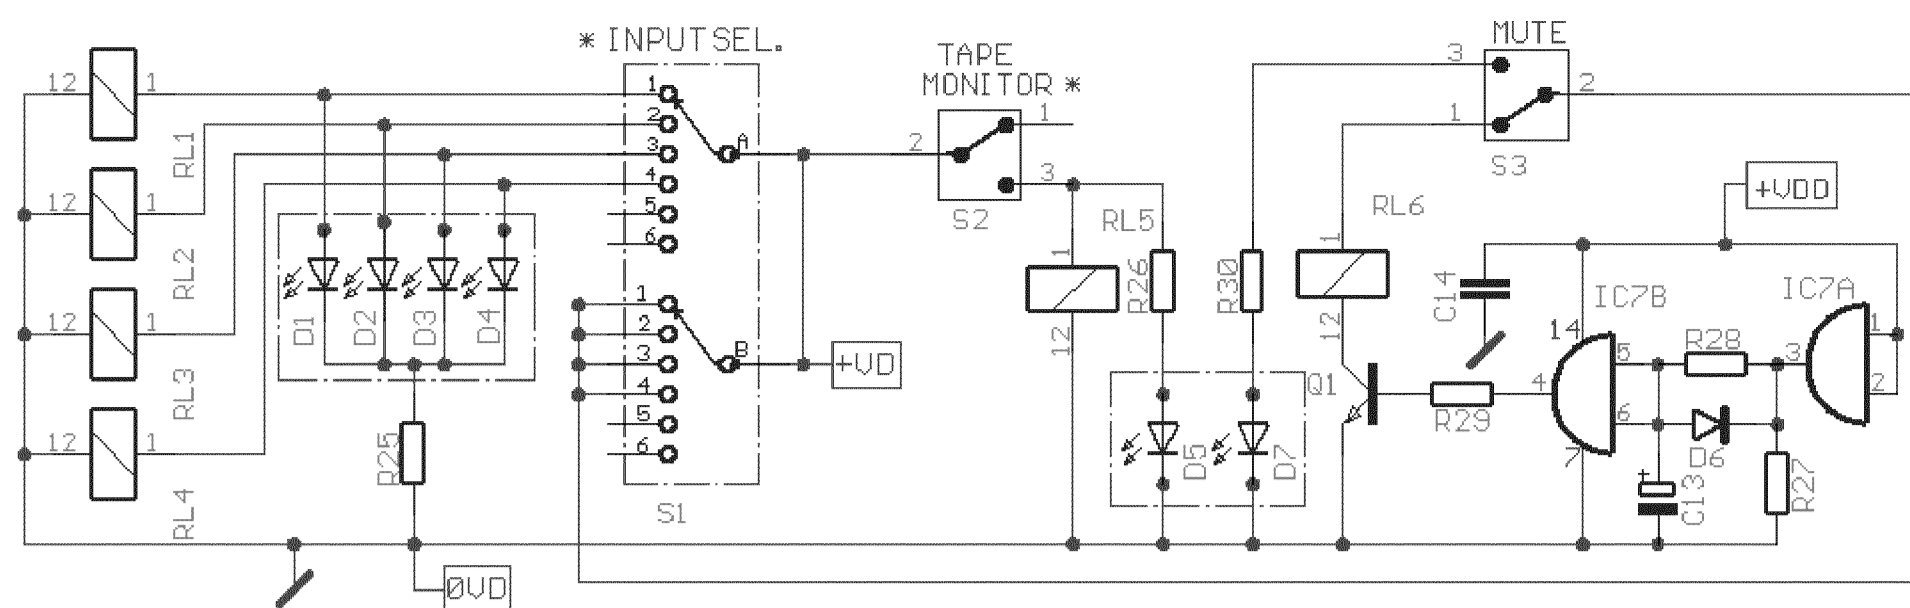 * INPUT SEL.
TAPE
MONITOR *
MUTE
12 1
RL1
12 1
RL2
12 1
RL3
12 1
RL4
D1 D2 D3 D4
R25
0VD
1
2
3
4
5
6
A
1
2
3
4
5
6
B
S1
+VD
2 1
3
S2
RL5
1
12
R26
R30
D5 D7
3
1
2
S3
RL6
1
12
Q1
R29
+VDD
C14
IC7B
14
4
5
6
7
R28
D6
C13
+
R27
IC7A
3
1
2